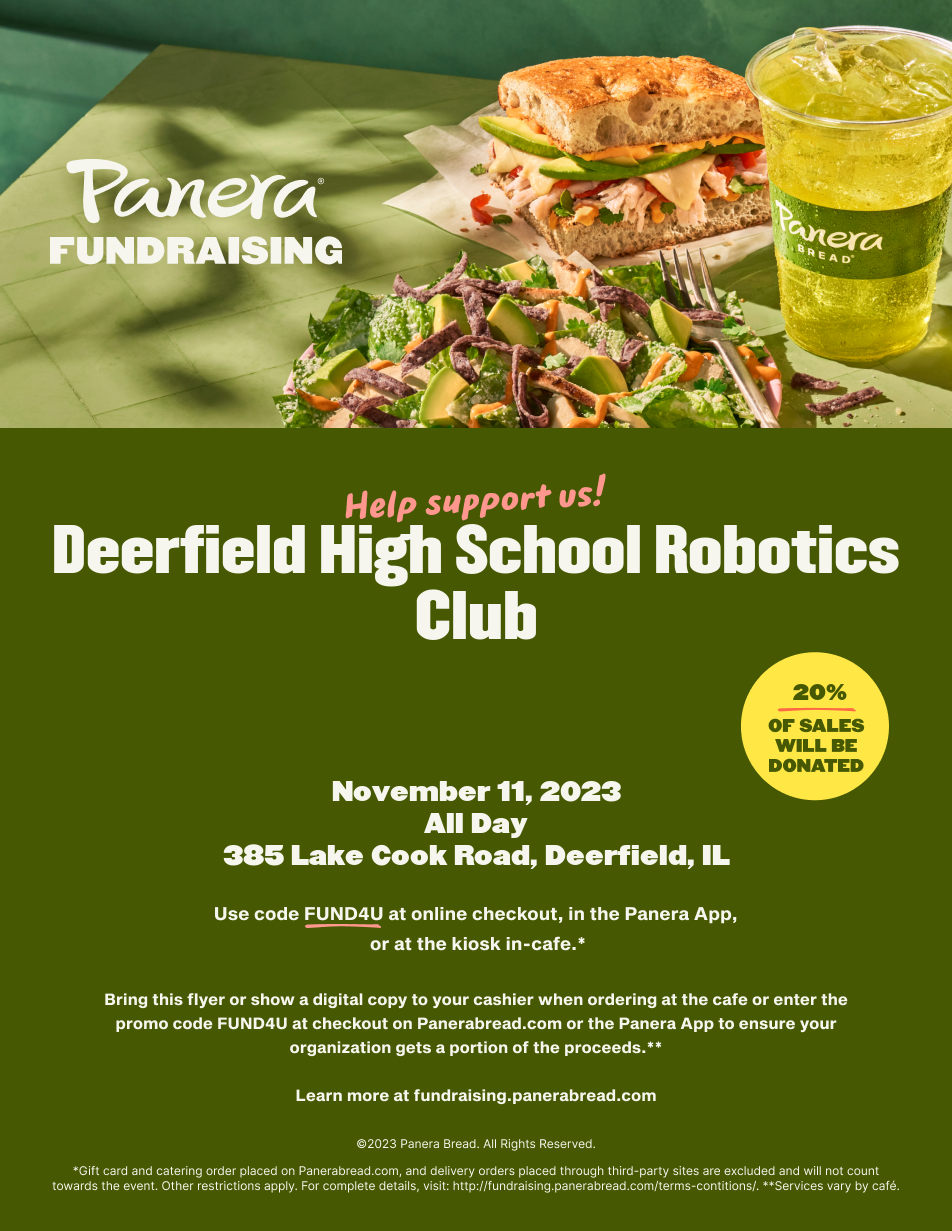 Panera®
FUNDRAISING
Panera
BREAD®
Help support us!
Deerfield High School Robotics
Club
20%
OF SALES
WILL BE
DONATED
November 11, 2023
All Day
385 Lake Cook Road, Deerfield, IL
Use code FUND4U at online checkout, in the Panera App,
or at the kiosk in-cafe.*
Bring this flyer or show a digital copy to your cashier when ordering at the cafe or enter the
promo code FUND4U at checkout on Panerabread.com or the Panera App to ensure your
organization gets a portion of the proceeds.**
Learn more at fundraising.panerabread.com
©2023 Panera Bread. All Rights Reserved.
*Gift card and catering order placed on Panerabread.com, and delivery orders placed through third-party sites are excluded and will not count
towards the event. Other restrictions apply. For complete details, visit: http://fundraising.panerabread.com/terms-contitions/. **Services vary by café.